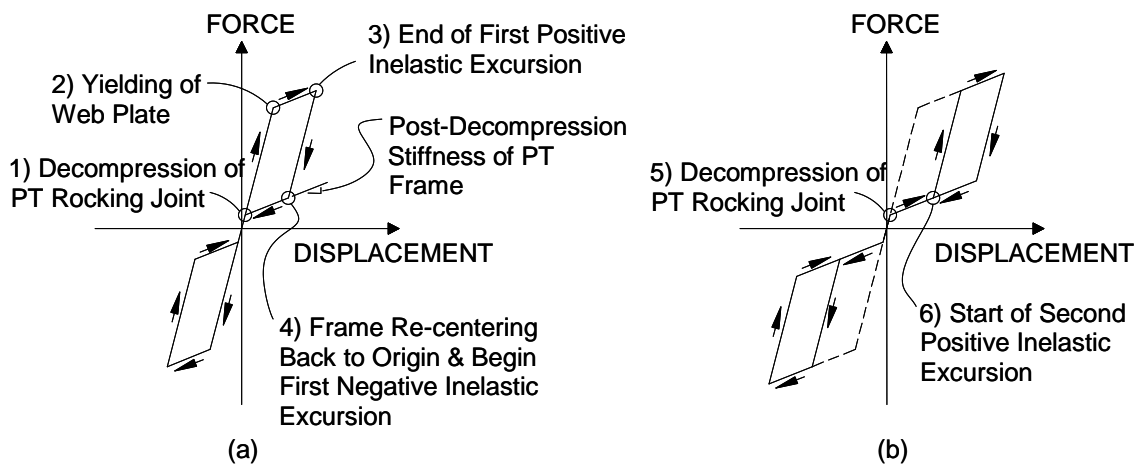 FORCE
3) End of First Positive
Inelastic Excursion
2) Yielding of
Web Plate
Post-Decompression
Stiffness of PT
Frame
1) Decompression of
PT Rocking Joint
DISPLACEMENT
4) Frame Re-centering
Back to Origin & Begin
First Negative Inelastic
Excursion
(a)
FORCE
5) Decompression of
PT Rocking Joint
DISPLACEMENT
6) Start of Second
Positive Inelastic
Excursion
(b)